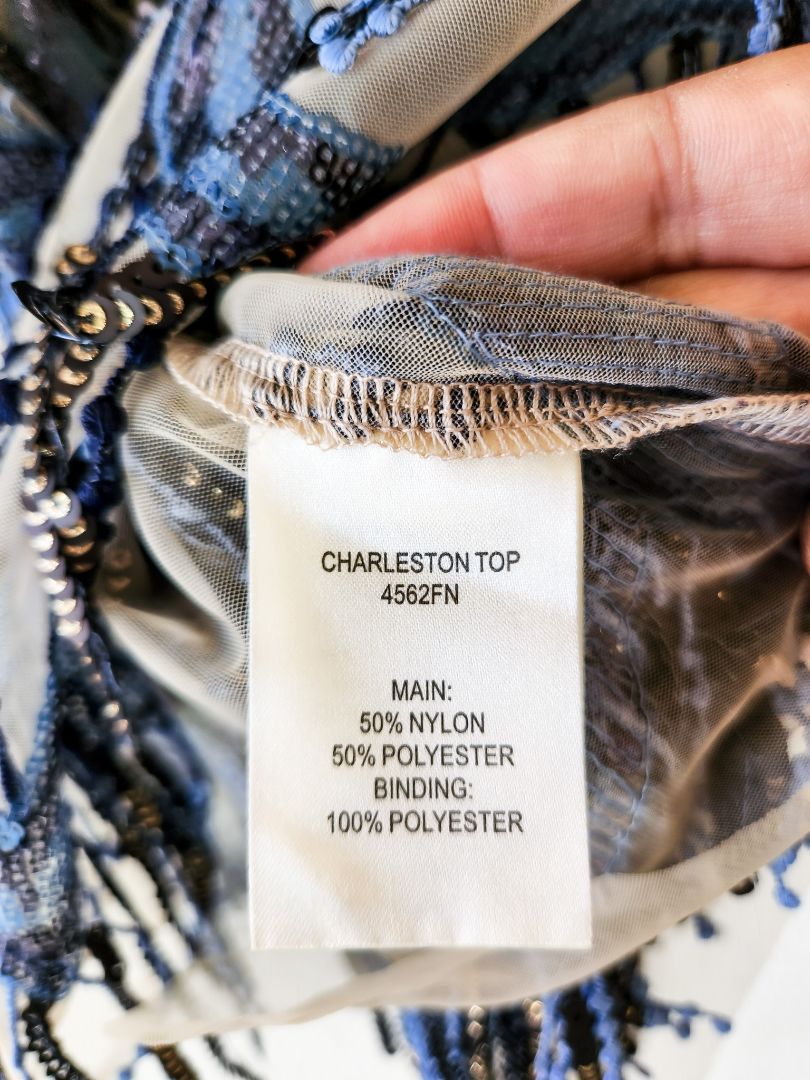 CHARLESTON TOP
4562FN
MAIN:
50% NYLON
50% POLYESTER
BINDING:
100% POLYESTER